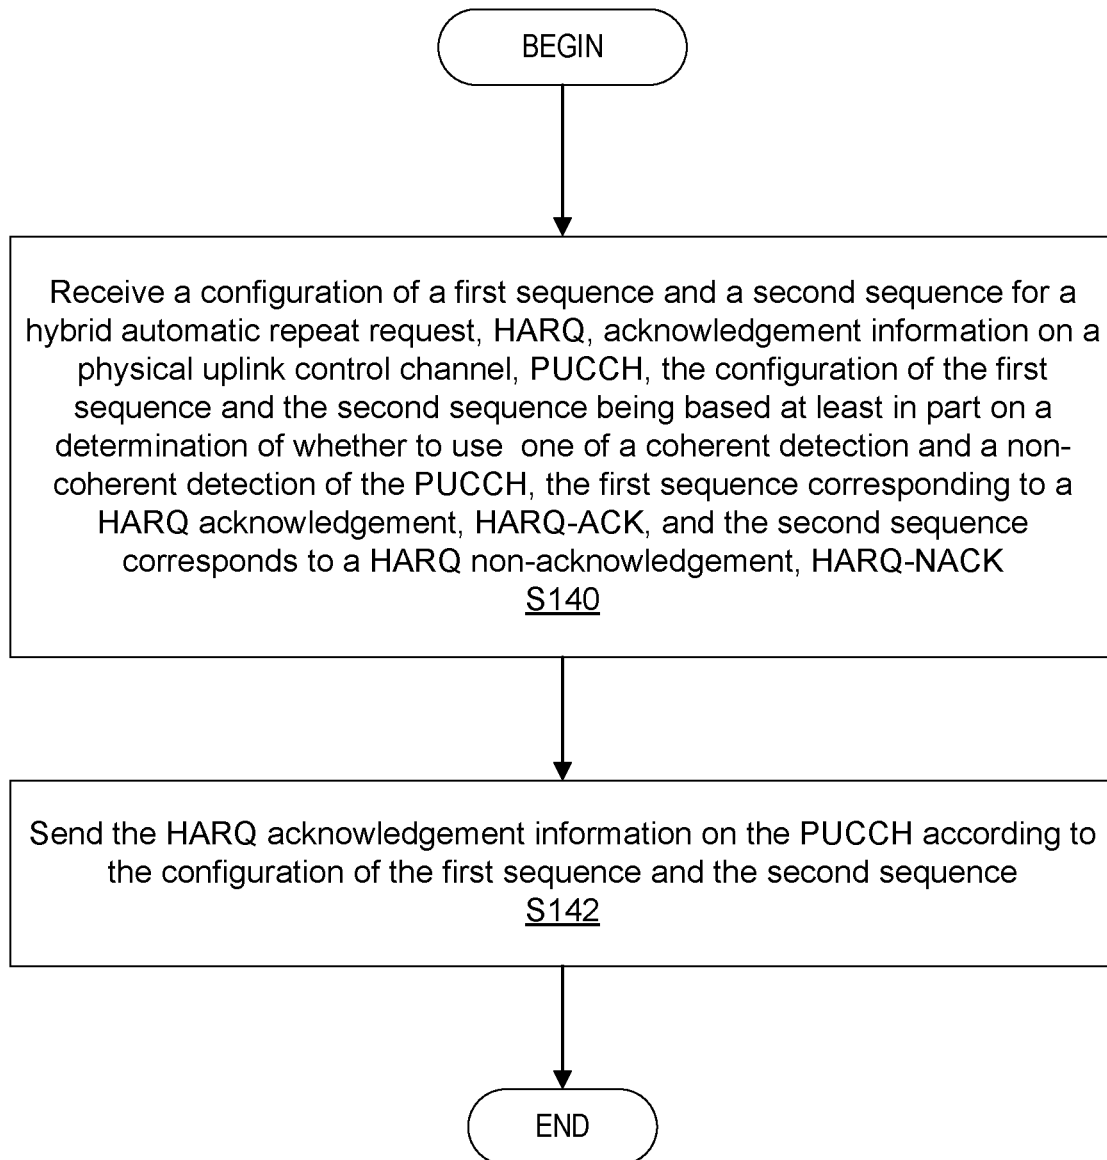 BEGIN
Receive a configuration of a first sequence and a second sequence for a
hybrid automatic repeat request, HARQ, acknowledgement information on a
physical uplink control channel, PUCCH, the configuration of the first
sequence and the second sequence being based at least in part on a
determination of whether to use one of a coherent detection and a non-
coherent detection of the PUCCH, the first sequence corresponding to a
HARQ acknowledgement, HARQ-ACK, and the second sequence
corresponds to a HARQ non-acknowledgement, HARQ-NACK
S140
Send the HARQ acknowledgement information on the PUCCH according to
the configuration of the first sequence and the second sequence
S142
END